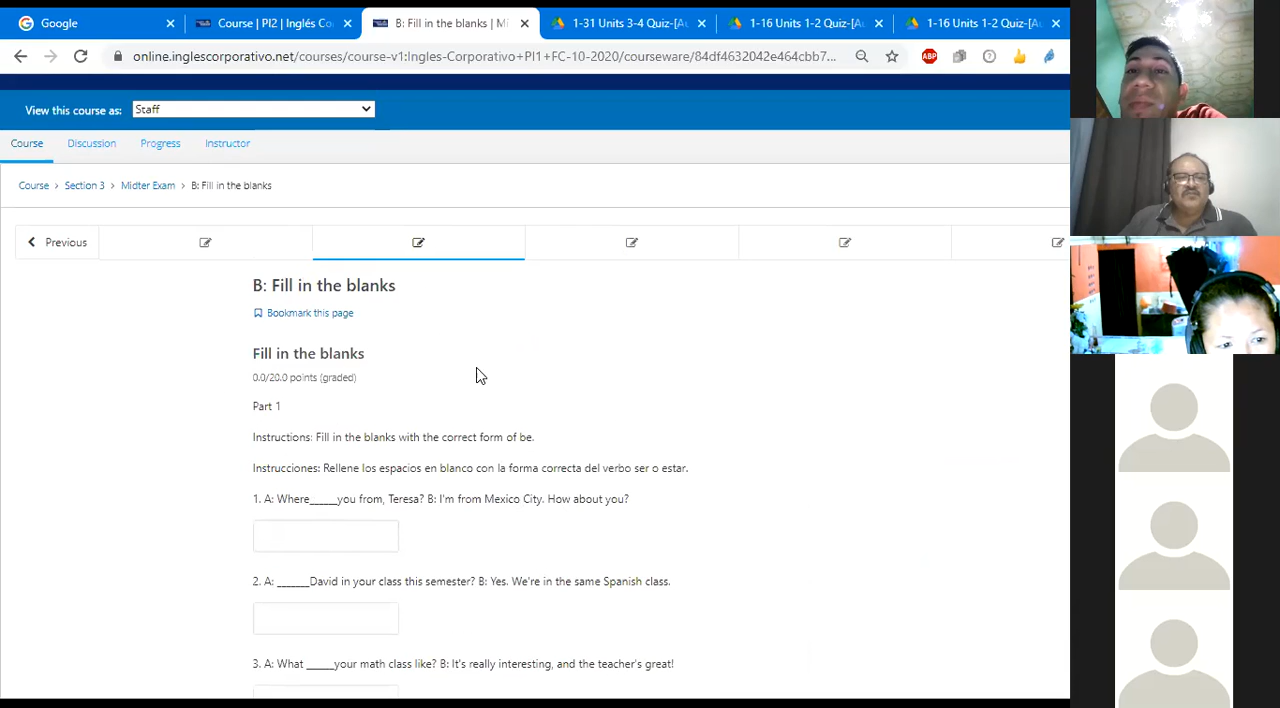 Google
Course | PI2 | Inglés Co
B: Fill in the blanks | Mi
1-31 Units 3-4 Quiz-[A
1-16 Units 1-2 Quiz-[A
1-16 Units 1-2 Quiz-[A
online.inglescorporativo.net/courses/course-v1:Ingles-Corporativo+PI1+FC-10-2020/courseware/84df4632042e464cbb7...
ABP
View this course as:
Staff
Course
Discussion
Progress
Instructor
Course > Section 3 > Midter Exam > B: Fill in the blanks
Previous
B: Fill in the blanks
Bookmark this page
Fill in the blanks
0.0/20.0 points (graded)
Part 1
Instructions: Fill in the blanks with the correct form of be.
Instrucciones: Rellene los espacios en blanco con la forma correcta del verbo ser o estar.
1. A: Where______you from, Teresa? B: I'm from Mexico City. How about you?
2. A: _______David in your class this semester? B: Yes. We're in the same Spanish class.
3. A: What ______your math class like? B: It's really interesting, and the teacher's great!